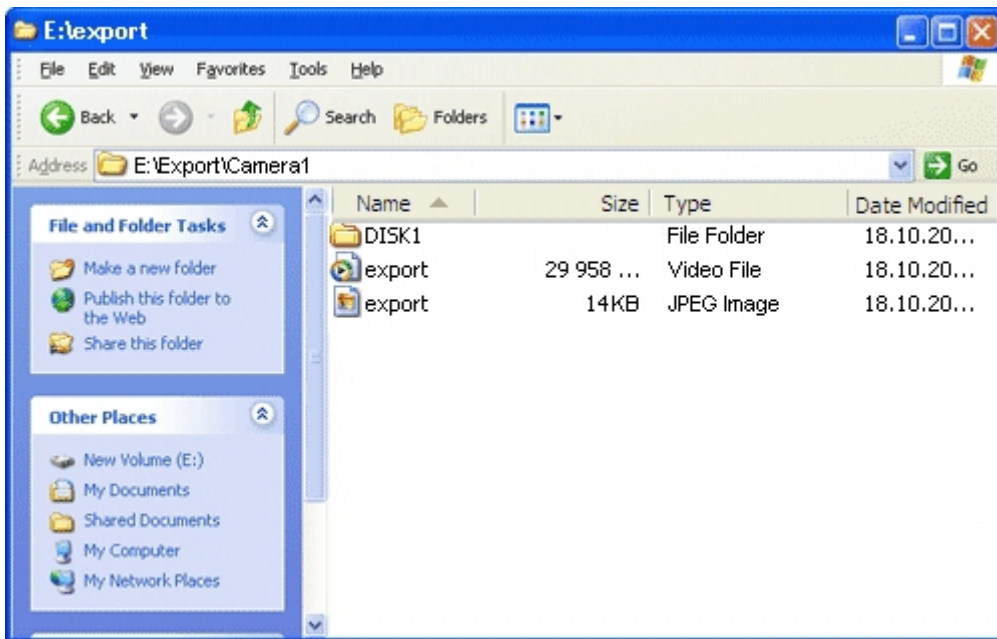 E:\export
File Edit View Favorites Tools Help
Back Search Folders
Address E:\Export\Camera1 Go
File and Folder Tasks
Make a new folder
Publish this folder to
the Web
Share this folder
Other Places
New Volume (E:)
My Documents
Shared Documents
My Computer
My Network Places
Name Size Type Date Modified
DISK1 File Folder 18.10.20...
export 29 958 ... Video File 18.10.20...
export 14KB JPEG Image 18.10.20...